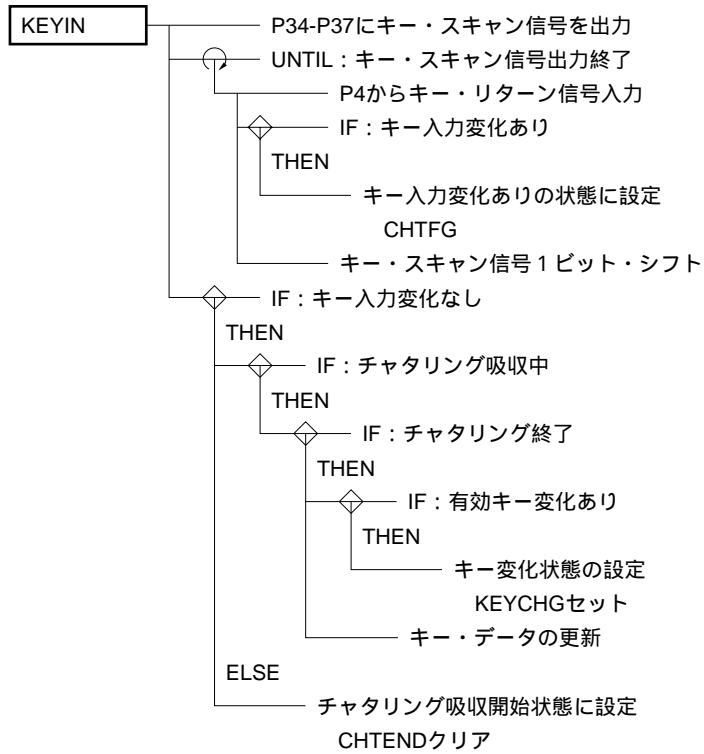 KEYIN
P34-P37にキー・スキャン信号を出力
UNTIL：キー・スキャン信号出力終了
P4からキー・リターン信号入力
IF：キー入力変化あり
THEN
キー入力変化ありの状態に設定
CHTFG
キー・スキャン信号１ビット・シフト
IF：キー入力変化なし
THEN
IF：チャタリング吸収中
THEN
IF：チャタリング終了
THEN
IF：有効キー変化あり
THEN
キー変化状態の設定
KEYCHGセット
キー・データの更新
ELSE
チャタリング吸収開始状態に設定
CHTENDクリア